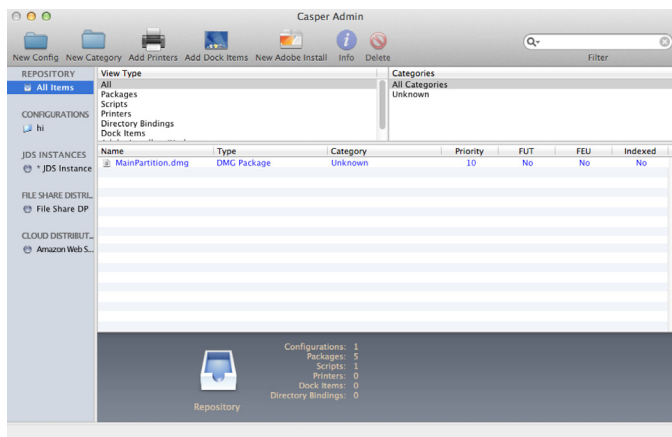 Casper Admin
New Config New Category Add Printers Add Dock Items New Adobe Install Info Delete Filter
REPOSITORY
All Items
CONFIGURATIONS
hi
JDS INSTANCES
* JDS Instance
FILE SHARE DISTRI...
File Share DP
CLOUD DISTRIBUT...
Amazon Web S...
View Type
All
Packages
Scripts
Printers
Directory Bindings
Dock Items
Categories
All Categories
Unknown
Name Type Category Priority FUT FEU Indexed
MainPartition.dmg DMG Package Unknown 10 No No No
Repository
Configurations: 1
Packages: 5
Scripts: 1
Printers: 0
Dock Items: 0
Directory Bindings: 0